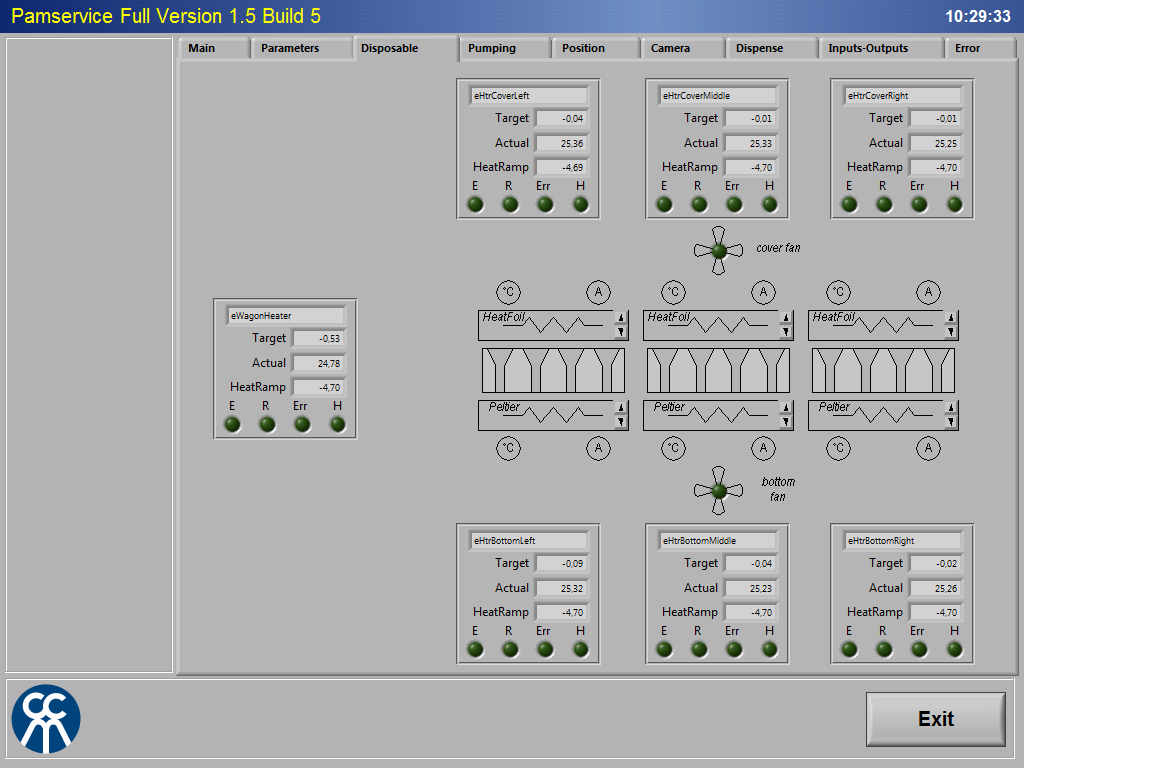 Pamservice Full Version 1.5 Build 5
10:29:33
Main Parameters Disposable Pumping Position Camera Dispense Inputs-Outputs Error
eHtrCoverLeft
Target -0,04
Actual 25,36
HeatRamp -4,69
E R Err H
eHtrCoverMiddle
Target -0,01
Actual 25,33
HeatRamp -4,70
E R Err H
eHtrCoverRight
Target -0,01
Actual 25,25
HeatRamp -4,70
E R Err H
cover fan
°C A °C A °C A
HeatFoil HeatFoil HeatFoil
eWagonHeater
Target -0,53
Actual 24,78
HeatRamp -4,70
E R Err H
Peltier Peltier Peltier
°C A °C A °C A
bottom
fan
eHtrBottomLeft
Target -0,09
Actual 25,32
HeatRamp -4,70
E R Err H
eHtrBottomMiddle
Target -0,04
Actual 25,23
HeatRamp -4,70
E R Err H
eHtrBottomRight
Target -0,02
Actual 25,26
HeatRamp -4,70
E R Err H
Exit